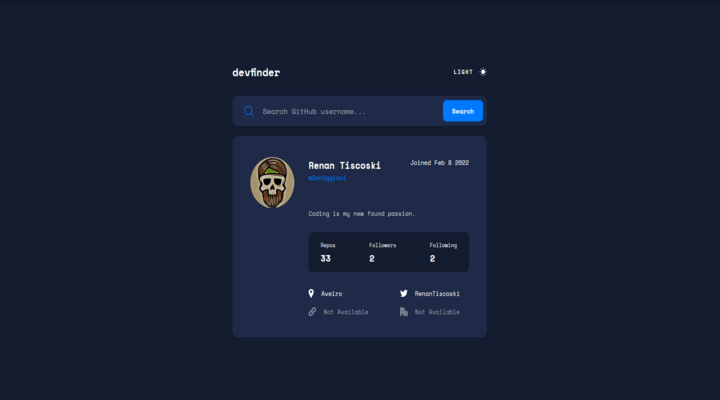 devfinder
LIGHT
Search GitHub username...
Search
Renan Tiscoski
Joined Feb 8 2022
@DonUggioni
Coding is my new found passion.
Repos
Followers
Following
33
2
2
Aveiro
RenanTiscoski
Not Available
Not Available